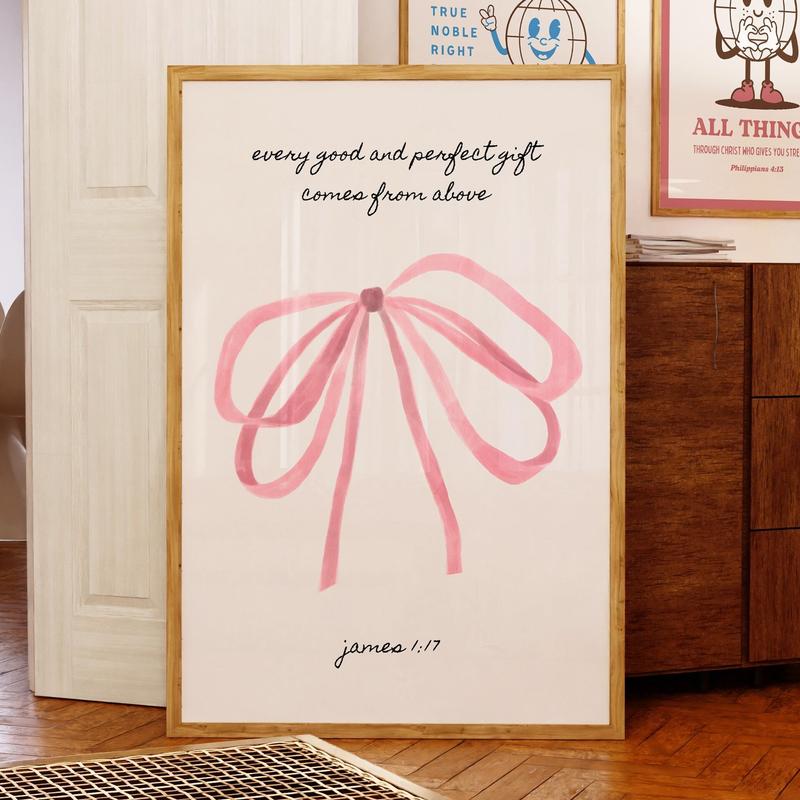 TRUE
NOBLE
RIGHT
ALL THING
THROUGH CHRIST WHO GIVES YOU STRE
Philippians 4:13
every good and perfect gift
comes from above
james 1:17